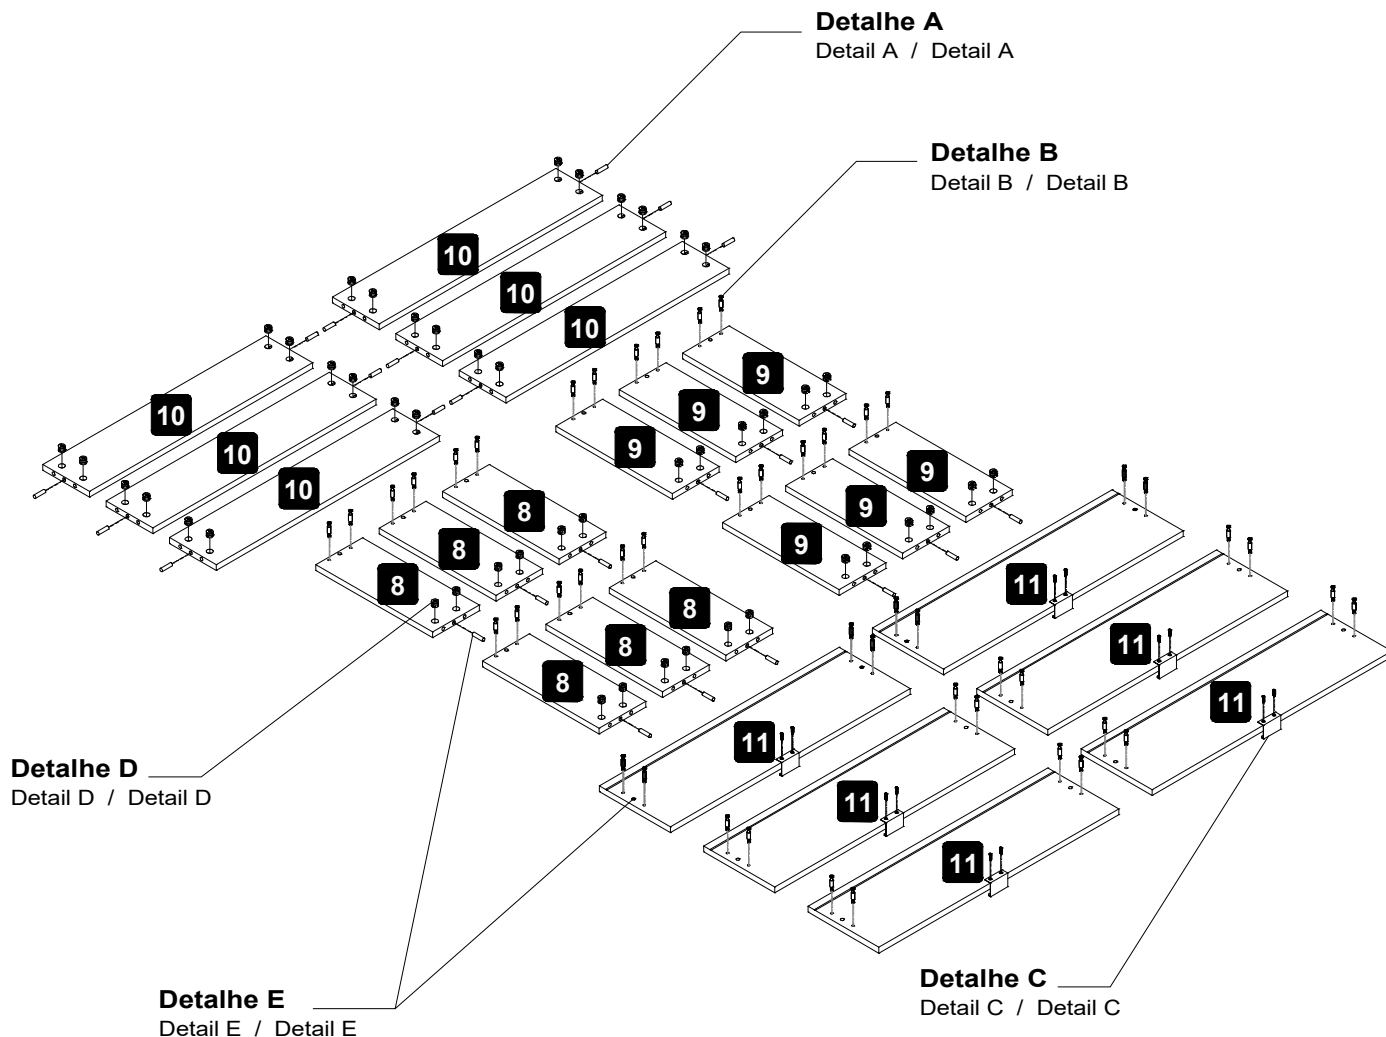 Detalhe A
Detail A / Detail A
Detalhe B
Detail B / Detail B
10
10
10
10
10
10
9
9
9
9
9
9
8
8
8
8
8
8
11
11
11
11
11
11
Detalhe D
Detail D / Detail D
Detalhe C
Detail C / Detail C
Detalhe E
Detail E / Detail E